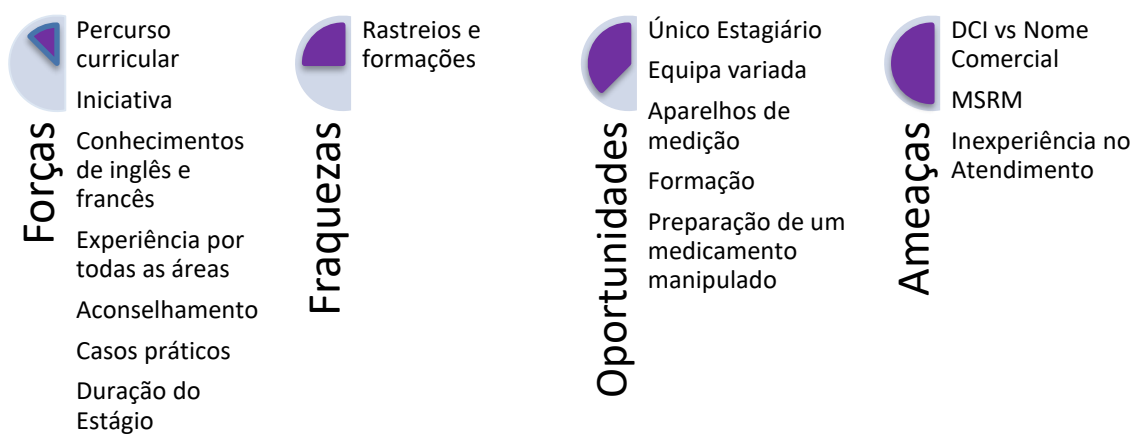 Forças
Percurso
curricular
Iniciativa
Conhecimentos
de inglês e
francês
Experiência por
todas as áreas
Aconselhamento
Casos práticos
Duração do
Estágio
Fraquezas
Rastreios e
formações
Oportunidades
Único Estagiário
Equipa variada
Aparelhos de
medição
Formação
Preparação de um
medicamento
manipulado
Ameaças
DCI vs Nome
Comercial
MSRM
Inexperiência no
Atendimento